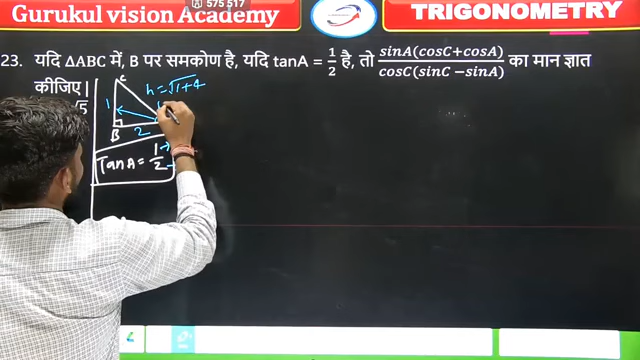 Gurukul vision Academy
575 517
TRIGONOMETRY
23. यदि ΔABC में, B पर समकोण है, यदि tanA = 1/2 है, तो sinA(cosC+cosA)/cosC(sinC−sinA) का मान ज्ञात
कीजिए |
√5
C
h = √1+4
1
B
2
TanA = 1/2